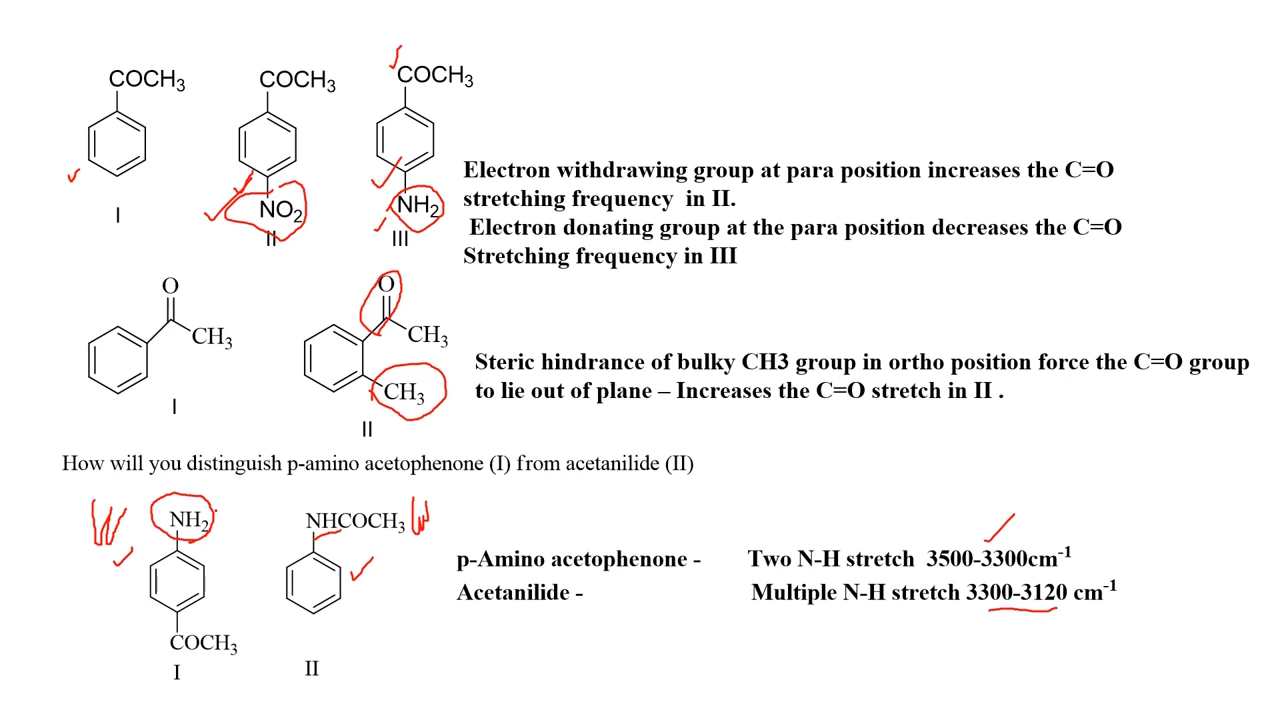 COCH3 COCH3 COCH3
NO2 NH2
I II III
Electron withdrawing group at para position increases the C=O
stretching frequency in II.
Electron donating group at the para position decreases the C=O
Stretching frequency in III
O O
CH3 CH3
CH3
I II
Steric hindrance of bulky CH3 group in ortho position force the C=O group
to lie out of plane – Increases the C=O stretch in II .
How will you distinguish p-amino acetophenone (I) from acetanilide (II)
NH2 NHCOCH3
COCH3
I II
p-Amino acetophenone - Two N-H stretch 3500-3300cm-1
Acetanilide - Multiple N-H stretch 3300-3120 cm-1